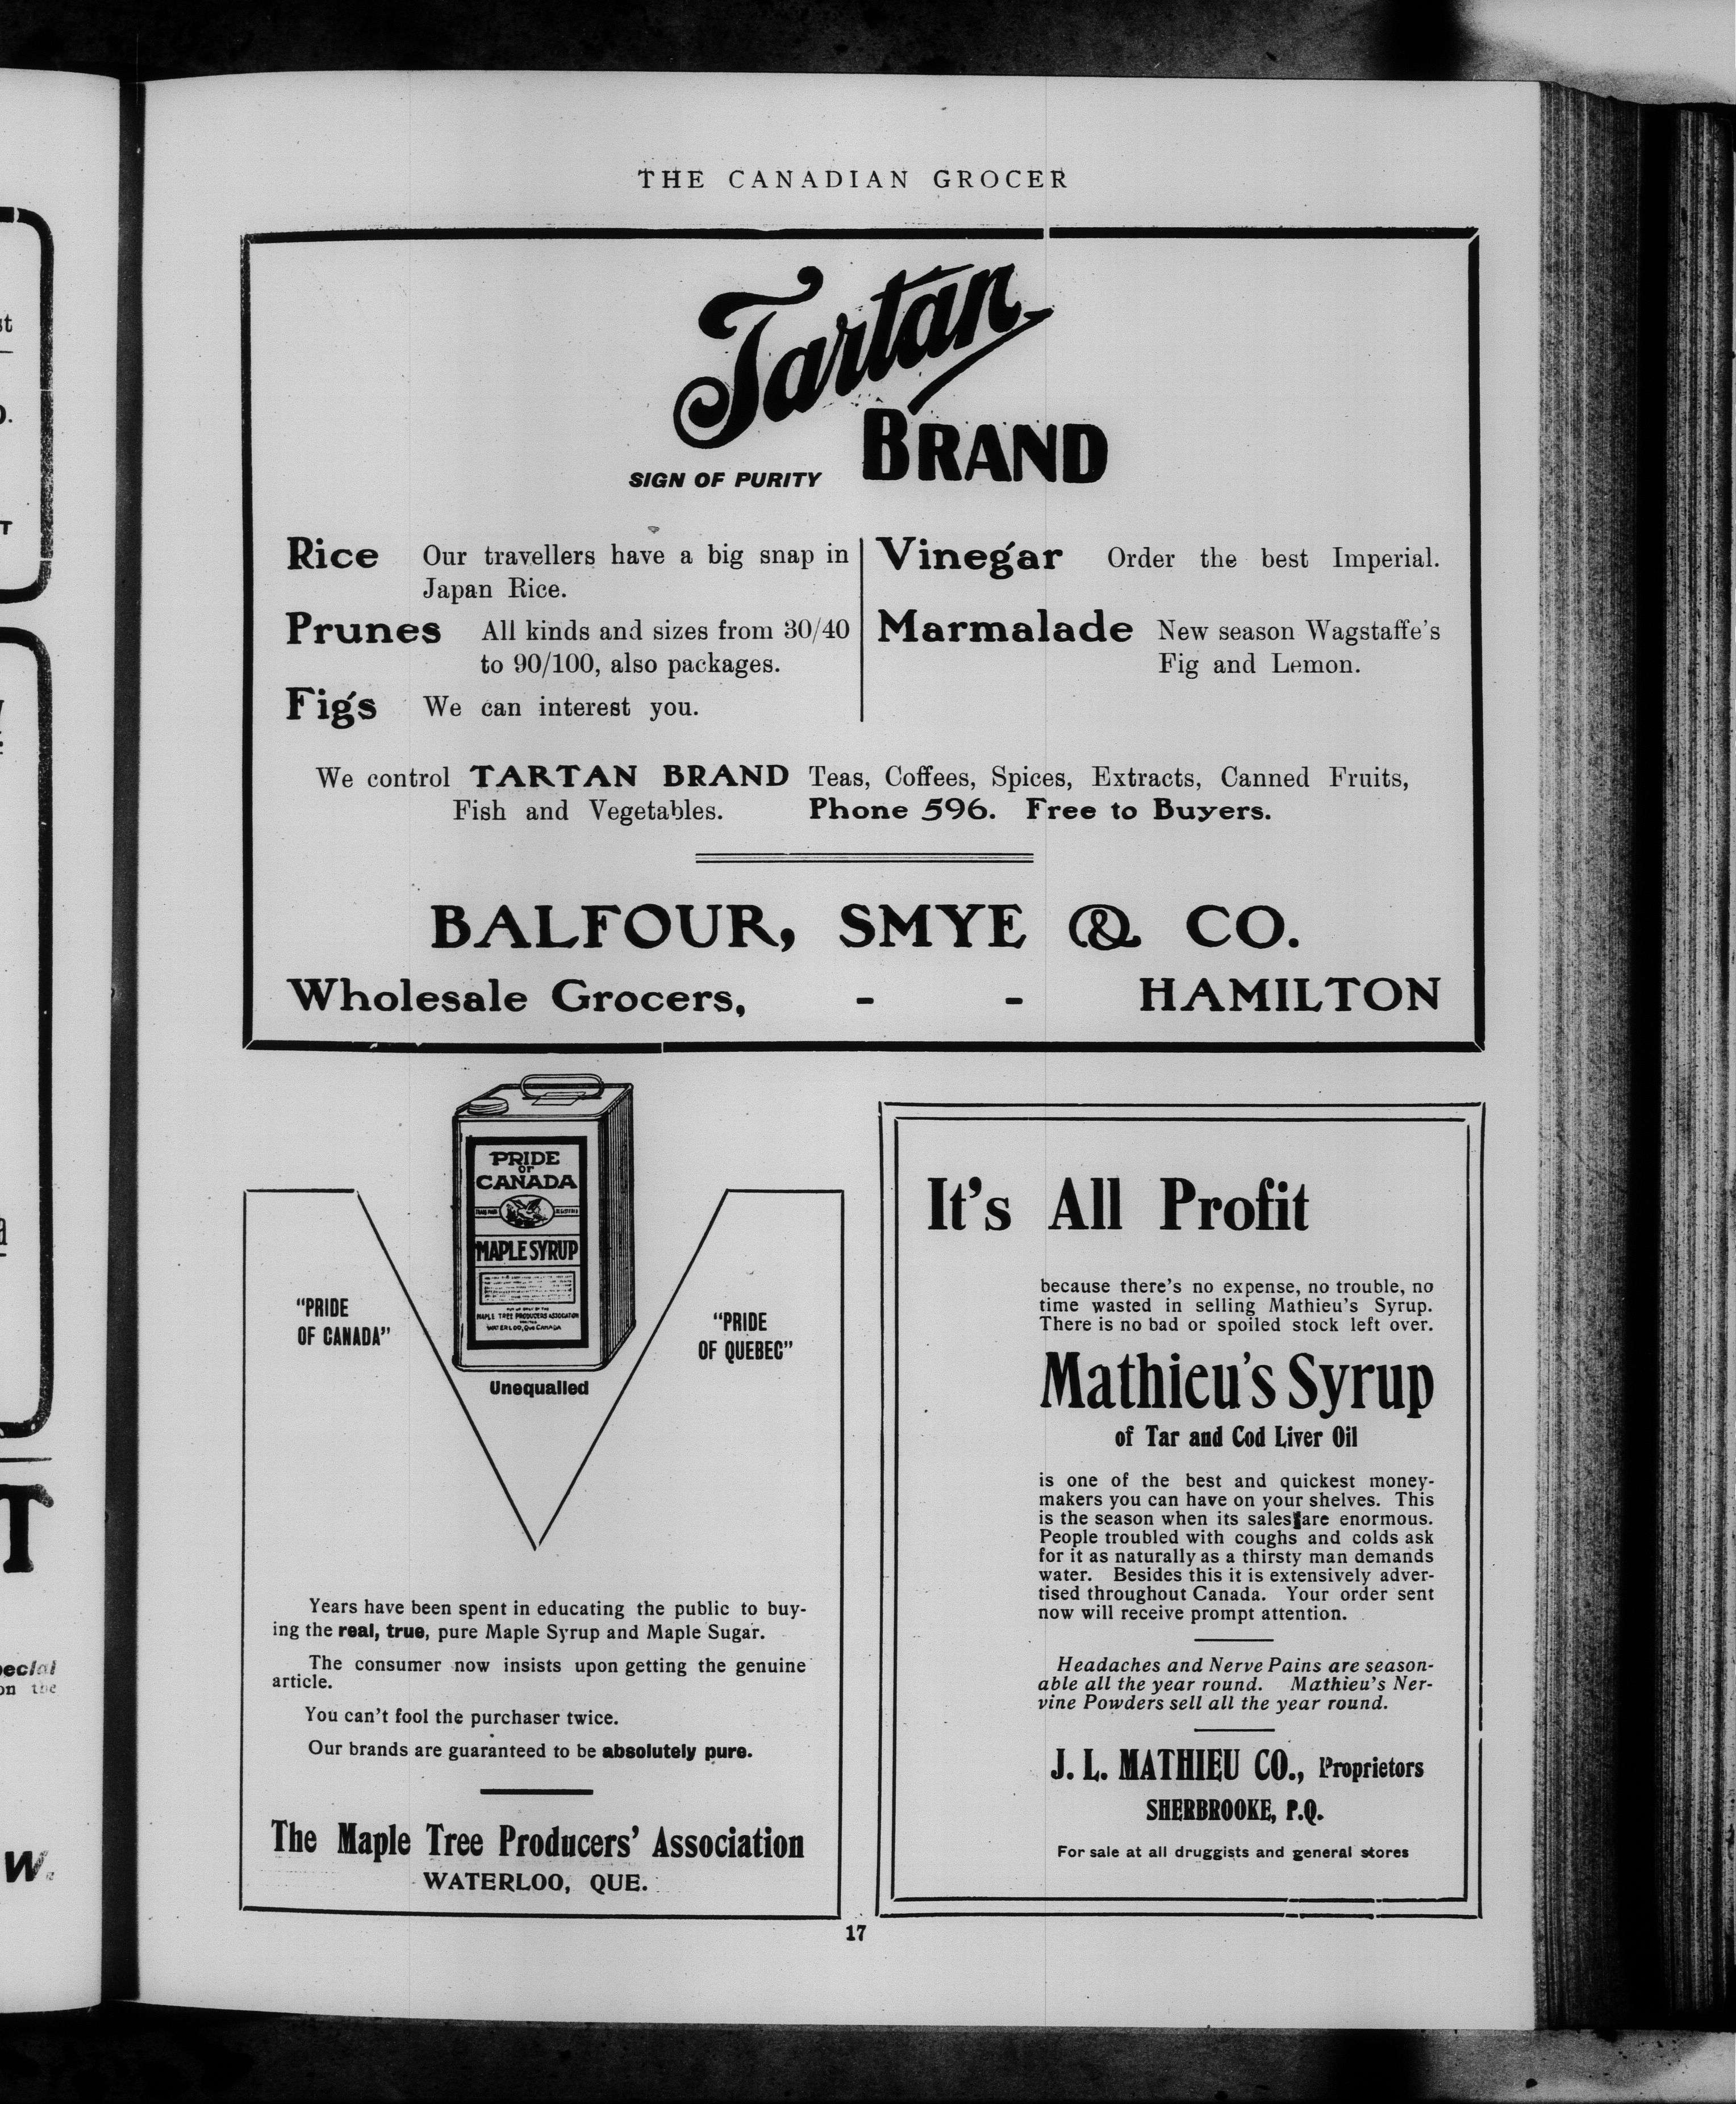 THE CANADIAN GROCER
Tartan
BRAND
SIGN OF PURITY
Rice Our travellers have a big snap in
Japan Rice.
Prunes All kinds and sizes from 30/40
to 90/100, also packages.
Figs We can interest you.
Vinegar Order the best Imperial.
Marmalade New season Wagstaffe's
Fig and Lemon.
We control TARTAN BRAND Teas, Coffees, Spices, Extracts, Canned Fruits,
Fish and Vegetables. Phone 596. Free to Buyers.
BALFOUR, SMYE & CO.
Wholesale Grocers, - - HAMILTON
PRIDE
OF
CANADA
MAPLE SYRUP
MAPLE TREE PRODUCERS ASSOCIATION
WATERLOO, QUE CANADA
"PRIDE
OF CANADA"
"PRIDE
OF QUEBEC"
Unequalled
Years have been spent in educating the public to buy-
ing the real, true, pure Maple Syrup and Maple Sugar.
The consumer now insists upon getting the genuine
article.
You can't fool the purchaser twice.
Our brands are guaranteed to be absolutely pure.
The Maple Tree Producers' Association
WATERLOO, QUE.
It's All Profit
because there's no expense, no trouble, no
time wasted in selling Mathieu's Syrup.
There is no bad or spoiled stock left over.
Mathieu's Syrup
of Tar and Cod Liver Oil
is one of the best and quickest money-
makers you can have on your shelves. This
is the season when its sales are enormous.
People troubled with coughs and colds ask
for it as naturally as a thirsty man demands
water. Besides this it is extensively adver-
tised throughout Canada. Your order sent
now will receive prompt attention.
Headaches and Nerve Pains are season-
able all the year round. Mathieu's Ner-
vine Powders sell all the year round.
J. L. MATHIEU CO., Proprietors
SHERBROOKE, P.Q.
For sale at all druggists and general stores
17